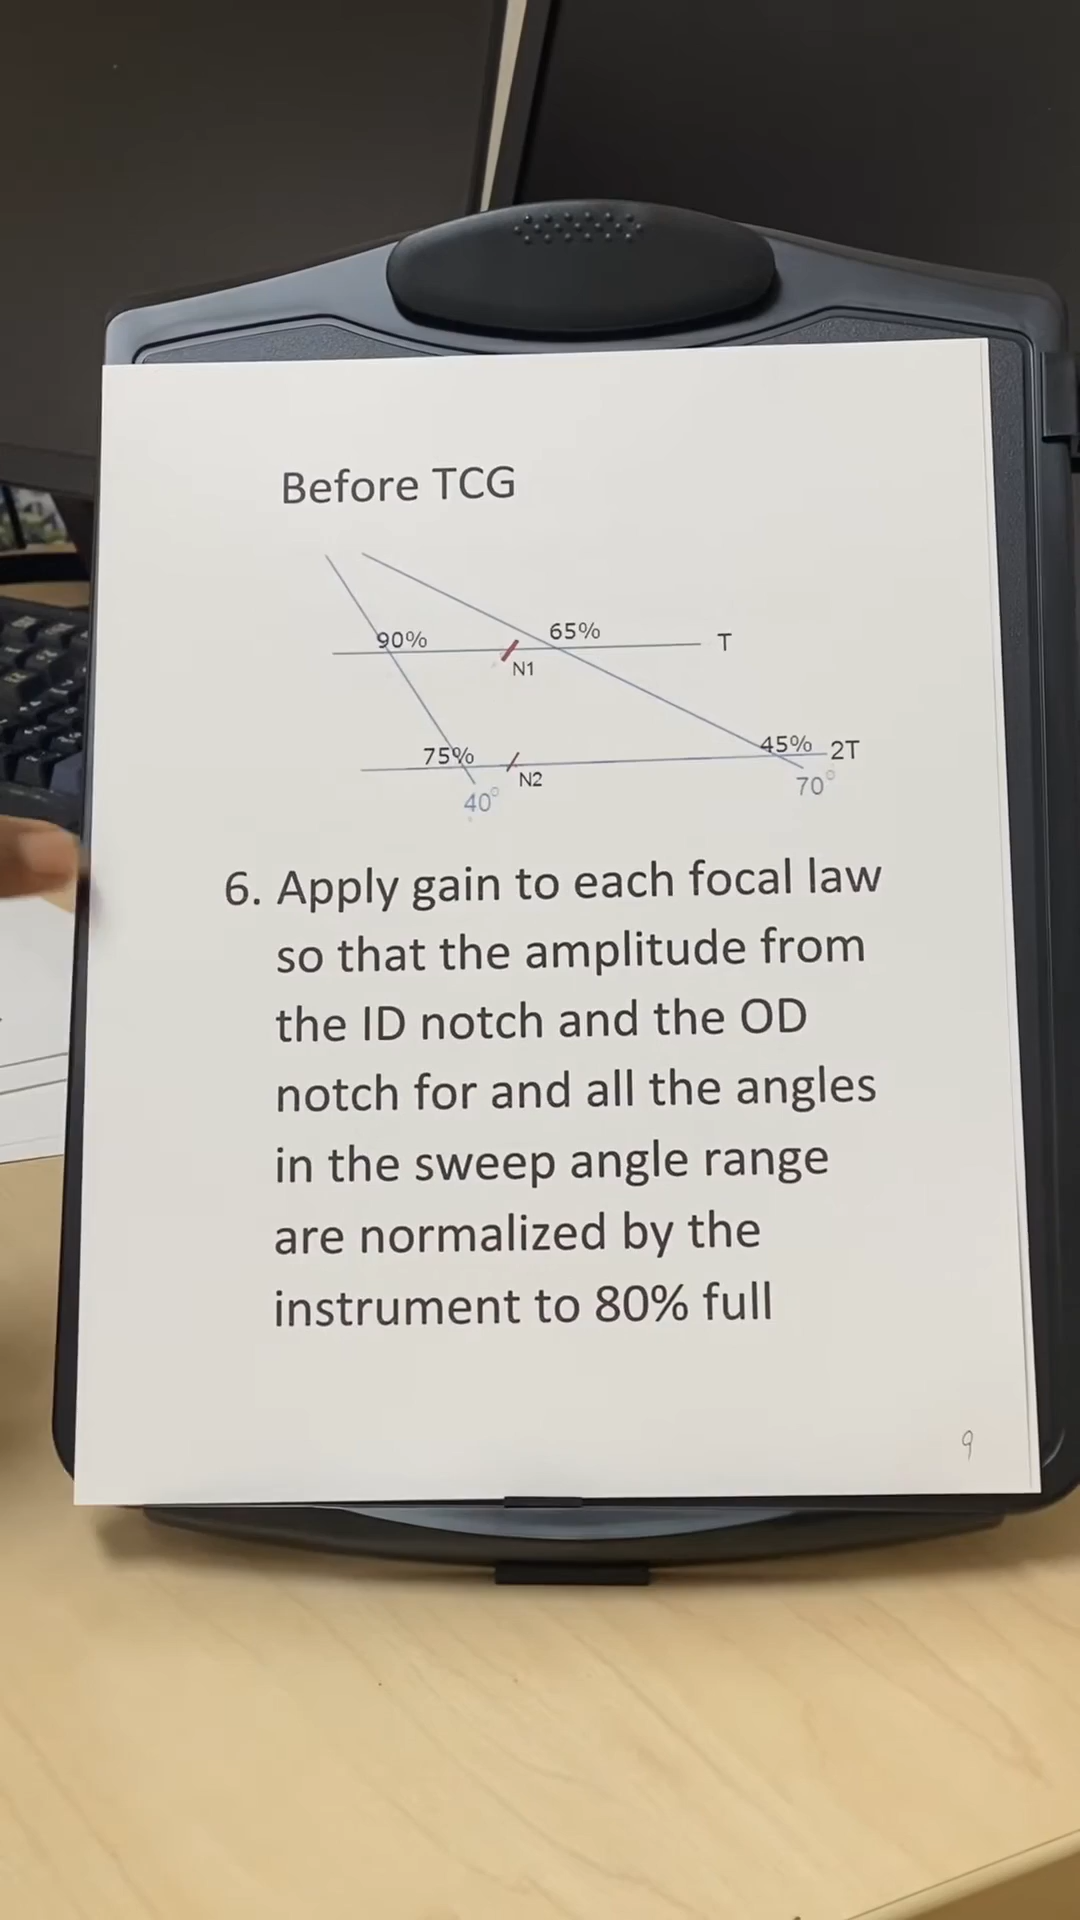 Before TCG
90%
65%
T
N1
75%
45%
2T
N2
40°
70°
6. Apply gain to each focal law
so that the amplitude from
the ID notch and the OD
notch for and all the angles
in the sweep angle range
are normalized by the
instrument to 80% full
9